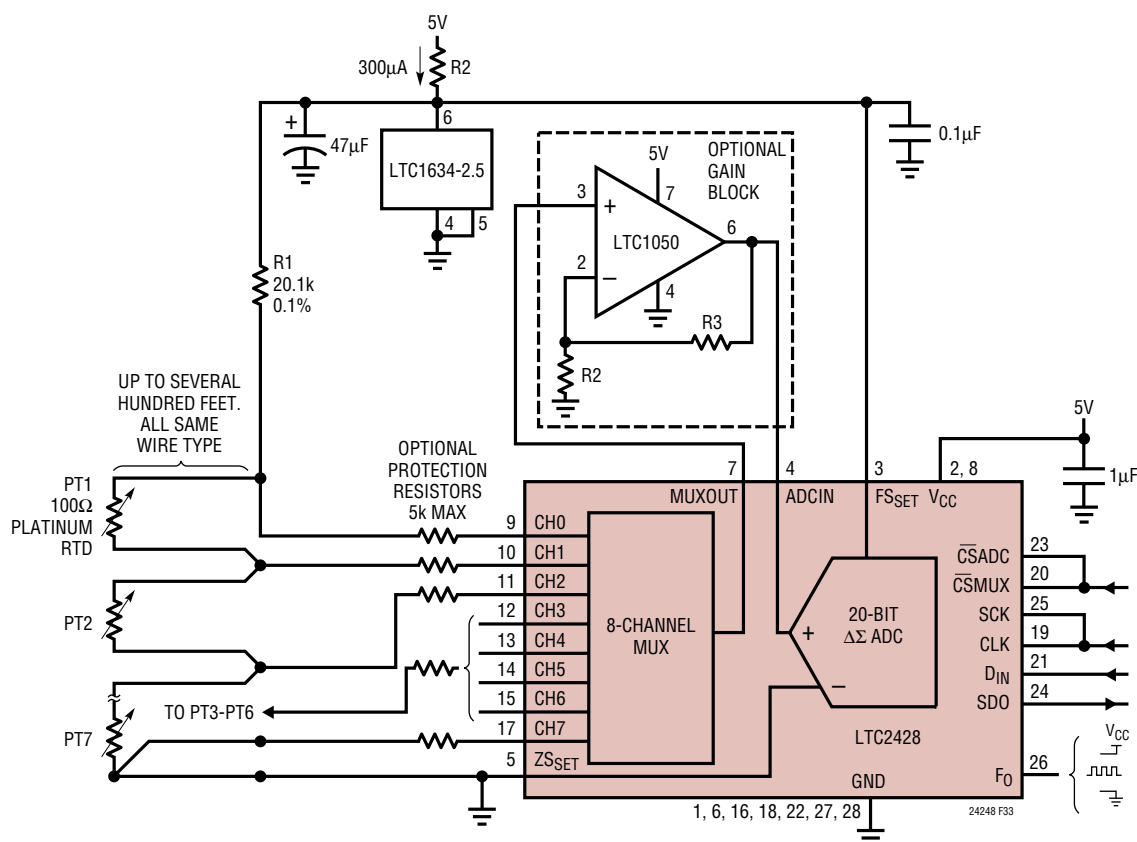 5V
300µA
R2
6
+
47µF
LTC1634-2.5
4
5
0.1µF
OPTIONAL
GAIN
BLOCK
5V
7
3
+
LTC1050
6
2
–
4
R3
R2
R1
20.1k
0.1%
UP TO SEVERAL
HUNDRED FEET.
ALL SAME
WIRE TYPE
OPTIONAL
PROTECTION
RESISTORS
5k MAX
PT1
100Ω
PLATINUM
RTD
PT2
TO PT3-PT6
PT7
7
4
3
2, 8
5V
1µF
MUXOUT
ADCIN
FSSET
VCC
9 CH0
10 CH1
11 CH2
12 CH3
13 CH4
14 CH5
15 CH6
17 CH7
5 ZSSET
8-CHANNEL
MUX
+
20-BIT
ΔΣ ADC
–
LTC2428
CSADC 23
CSMUX 20
SCK 25
CLK 19
DIN 21
SDO 24
FO 26
VCC
GND
1, 6, 16, 18, 22, 27, 28
24248 F33